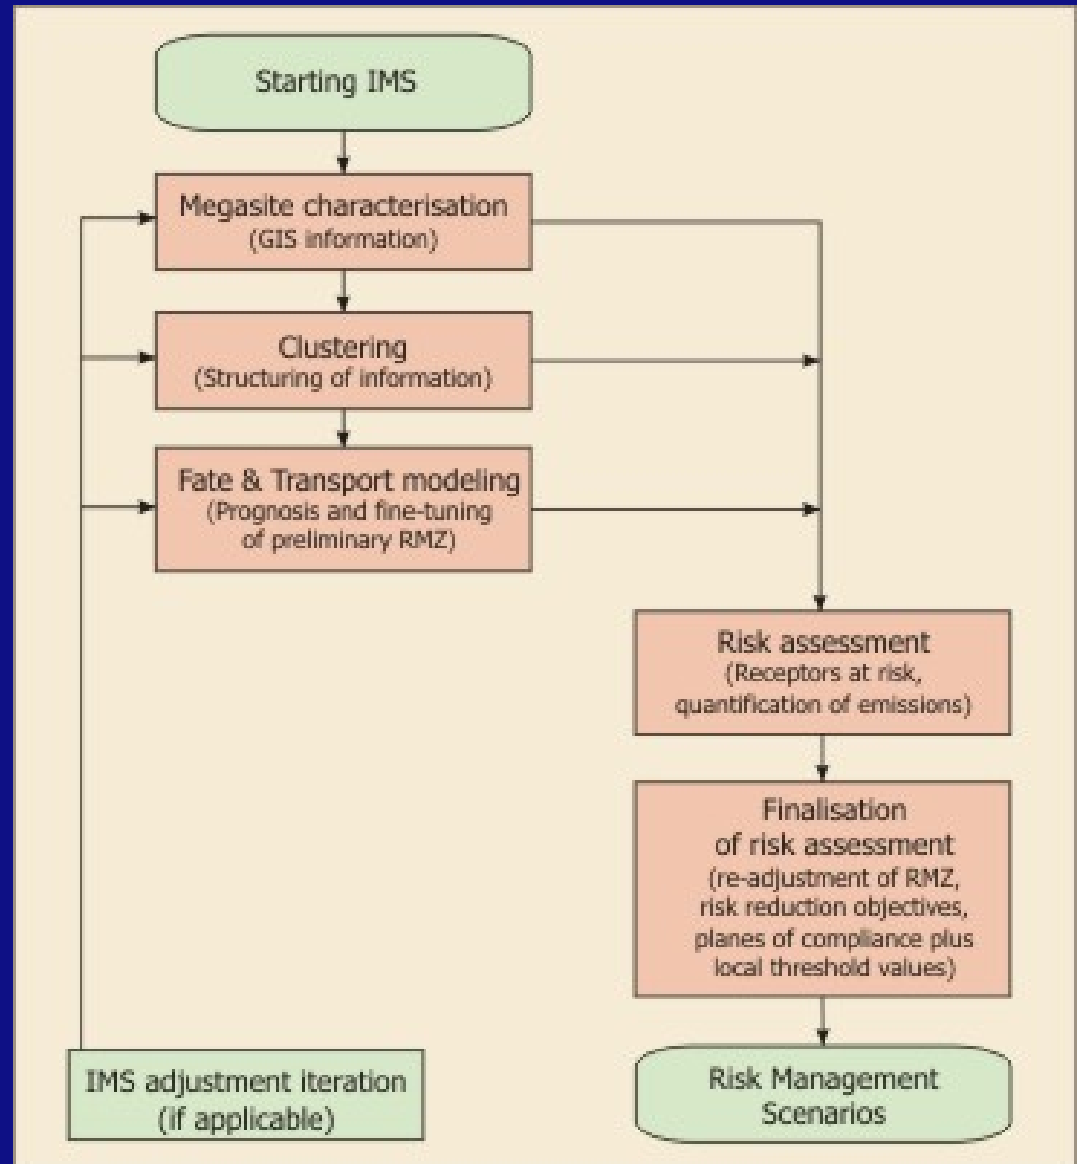 Starting IMS
Megasite characterisation
(GIS information)
Clustering
(Structuring of information)
Fate & Transport modeling
(Prognosis and fine-tuning
of preliminary RMZ)
Risk assessment
(Receptors at risk,
quantification of emissions)
Finalisation
of risk assessment
(re-adjustment of RMZ,
risk reduction objectives,
planes of compliance plus
local threshold values)
IMS adjustment iteration
(if applicable)
Risk Management
Scenarios